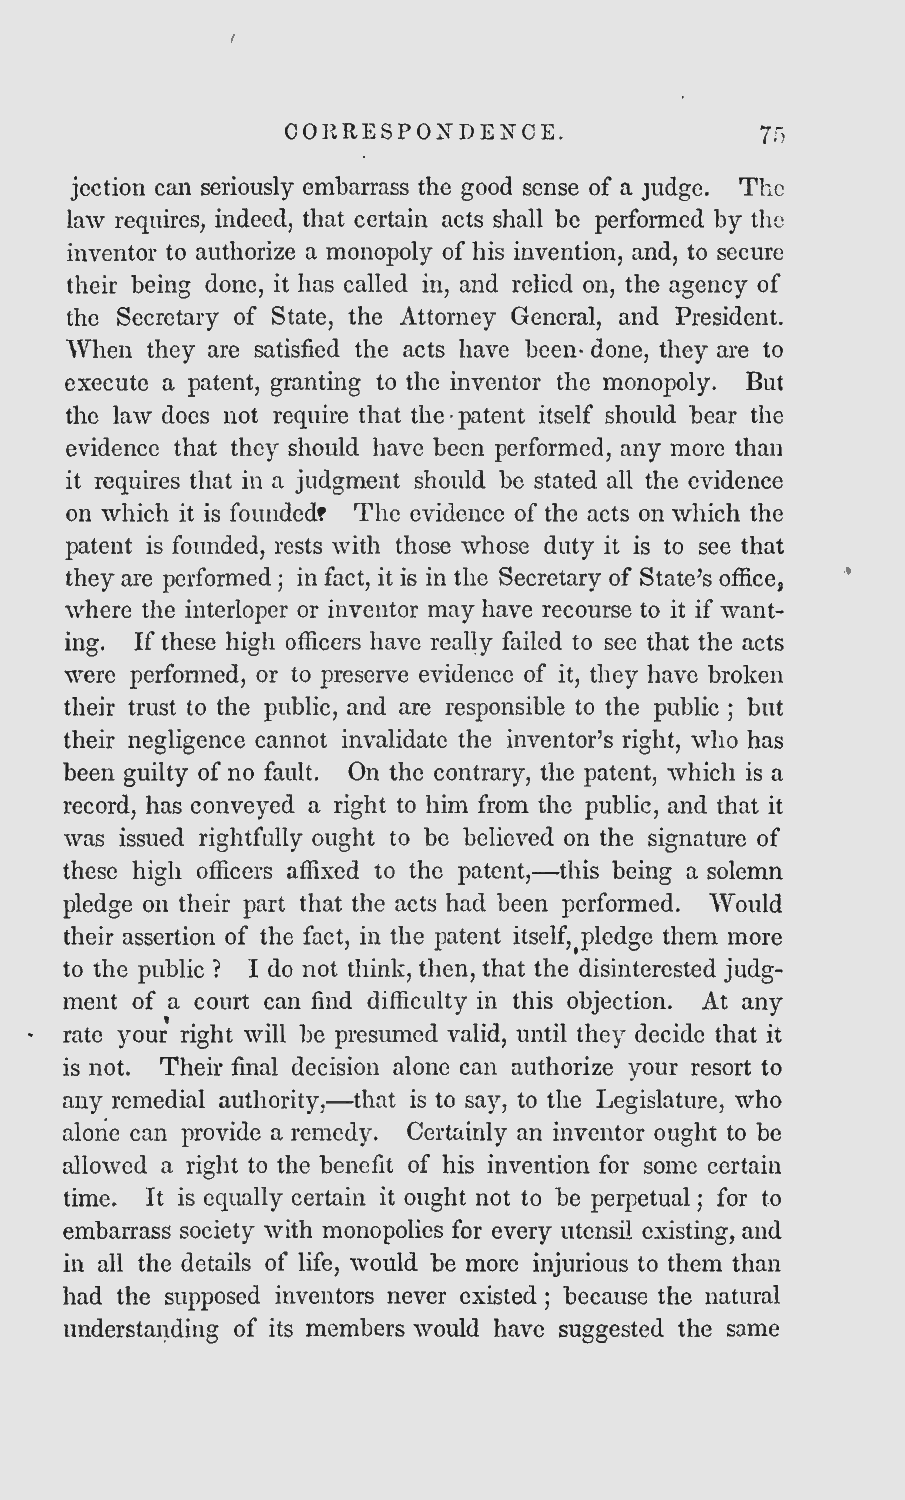 CORRESPONDENCE. 75
jection can seriously embarrass the good sense of a judge. The
law requires, indeed, that certain acts shall be performed by the
inventor to authorize a monopoly of his invention, and, to secure
their being done, it has called in, and relied on, the agency of
the Secretary of State, the Attorney General, and President.
When they are satisfied the acts have been done, they are to
execute a patent, granting to the inventor the monopoly. But
the law does not require that the patent itself should bear the
evidence that they should have been performed, any more than
it requires that in a judgment should be stated all the evidence
on which it is founded. The evidence of the acts on which the
patent is founded, rests with those whose duty it is to see that
they are performed ; in fact, it is in the Secretary of State's office,
where the interloper or inventor may have recourse to it if want-
ing. If these high officers have really failed to see that the acts
were performed, or to preserve evidence of it, they have broken
their trust to the public, and are responsible to the public ; but
their negligence cannot invalidate the inventor's right, who has
been guilty of no fault. On the contrary, the patent, which is a
record, has conveyed a right to him from the public, and that it
was issued rightfully ought to be believed on the signature of
these high officers affixed to the patent,—this being a solemn
pledge on their part that the acts had been performed. Would
their assertion of the fact, in the patent itself, pledge them more
to the public ? I do not think, then, that the disinterested judg-
ment of a court can find difficulty in this objection. At any
rate your right will be presumed valid, until they decide that it
is not. Their final decision alone can authorize your resort to
any remedial authority,—that is to say, to the Legislature, who
alone can provide a remedy. Certainly an inventor ought to be
allowed a right to the benefit of his invention for some certain
time. It is equally certain it ought not to be perpetual ; for to
embarrass society with monopolies for every utensil existing, and
in all the details of life, would be more injurious to them than
had the supposed inventors never existed ; because the natural
understanding of its members would have suggested the same